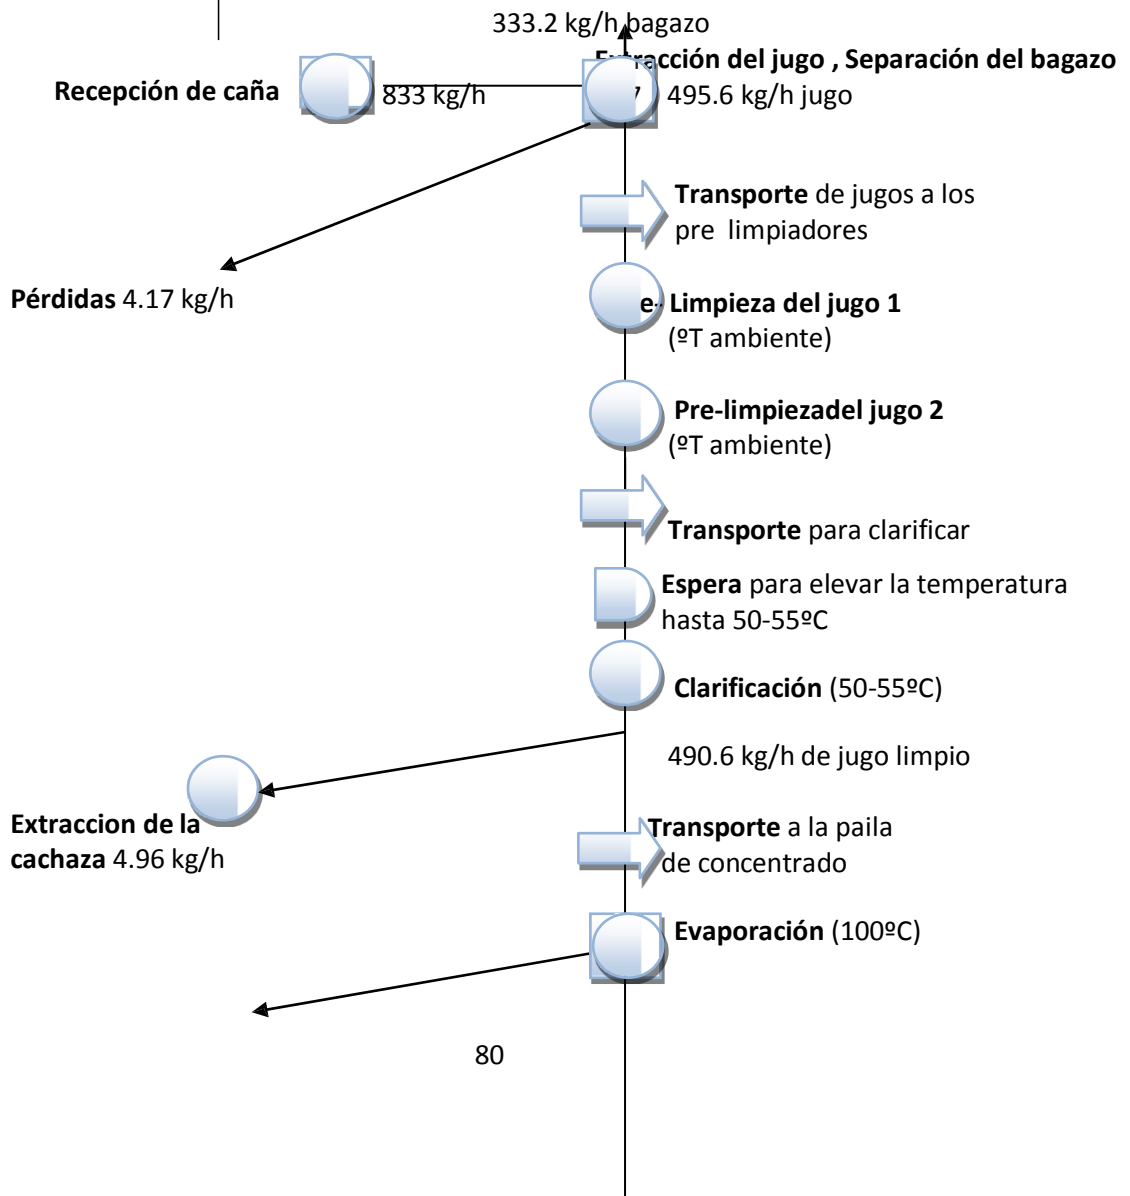 333.2 kg/h bagazo
Extracción del jugo , Separación del bagazo
Recepción de caña
833 kg/h
495.6 kg/h jugo
Transporte de jugos a los
pre limpiadores
Pérdidas 4.17 kg/h
e- Limpieza del jugo 1
(ºT ambiente)
Pre-limpiezadel jugo 2
(ºT ambiente)
Transporte para clarificar
Espera para elevar la temperatura
hasta 50-55ºC
Clarificación (50-55ºC)
490.6 kg/h de jugo limpio
Extraccion de la
cachaza 4.96 kg/h
Transporte a la paila
de concentrado
Evaporación (100ºC)
80